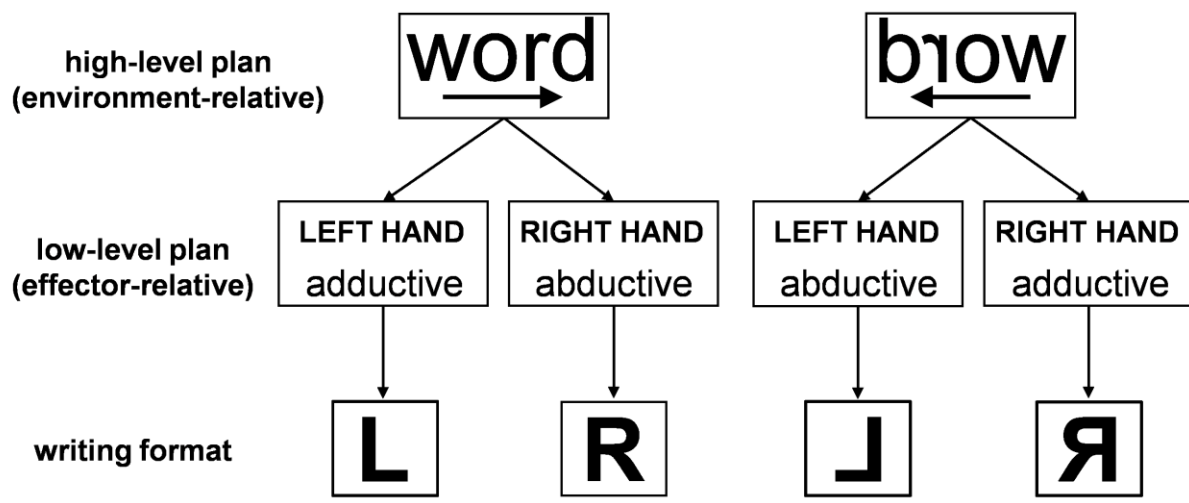 high-level plan
(environment-relative)
word
bɿow
low-level plan
(effector-relative)
LEFT HAND
adductive
RIGHT HAND
abductive
LEFT HAND
abductive
RIGHT HAND
adductive
writing format
L
R
⅃
Я